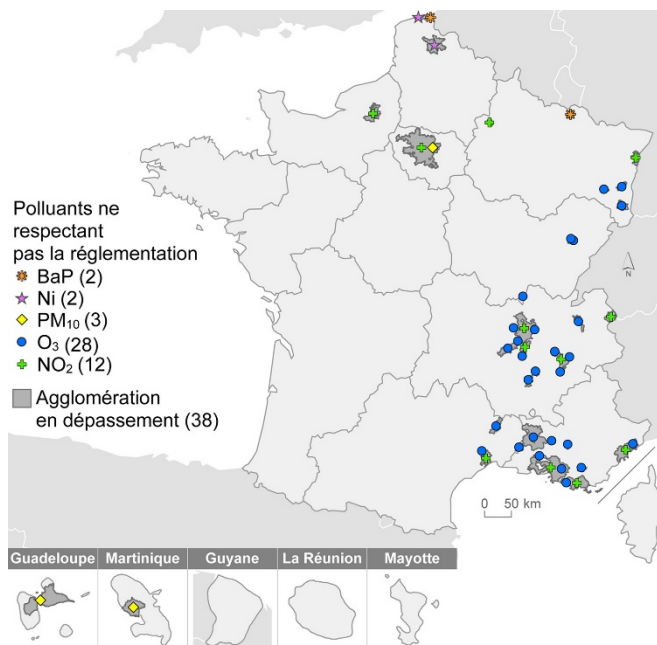 Polluants ne
respectant
pas la réglementation
BaP (2)
Ni (2)
PM₁₀ (3)
O₃ (28)
NO₂ (12)
Agglomération
en dépassement (38)
N
0 50 km
Guadeloupe Martinique Guyane La Réunion Mayotte